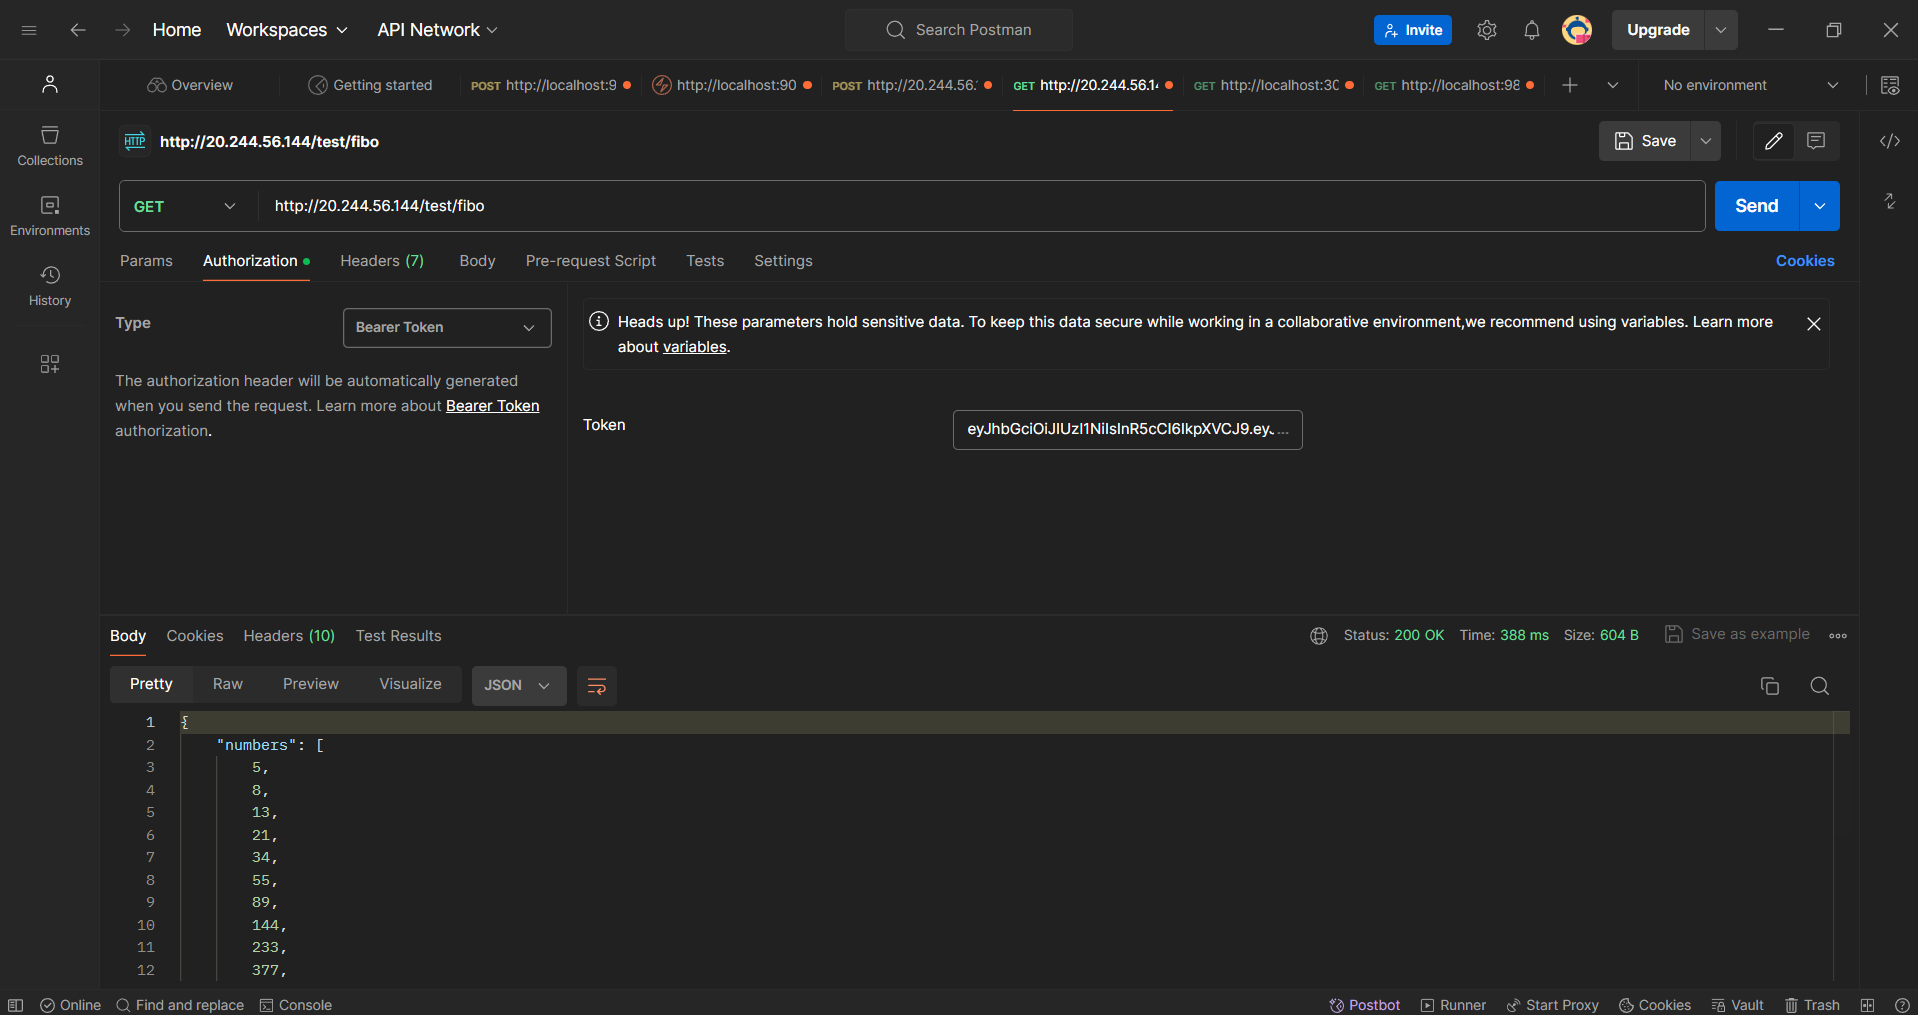 Home Workspaces API Network Search Postman Invite Upgrade
Overview Getting started POST http://localhost:9 http://localhost:90 POST http://20.244.56. GET http://20.244.56.14 GET http://localhost:30 GET http://localhost:98 No environment
HTTP http://20.244.56.144/test/fibo Save
Collections
Environments
History
GET http://20.244.56.144/test/fibo Send
Params Authorization Headers (7) Body Pre-request Script Tests Settings Cookies
Type Bearer Token
The authorization header will be automatically generated
when you send the request. Learn more about Bearer Token
authorization.
Heads up! These parameters hold sensitive data. To keep this data secure while working in a collaborative environment,we recommend using variables. Learn more
about variables.
Token eyJhbGciOiJIUzI1NiIsInR5cCI6IkpXVCJ9.eyJ...
Body Cookies Headers (10) Test Results Status: 200 OK Time: 388 ms Size: 604 B Save as example
Pretty Raw Preview Visualize JSON
1 {
2 "numbers": [
3 5,
4 8,
5 13,
6 21,
7 34,
8 55,
9 89,
10 144,
11 233,
12 377,
Online Find and replace Console Postbot Runner Start Proxy Cookies Vault Trash